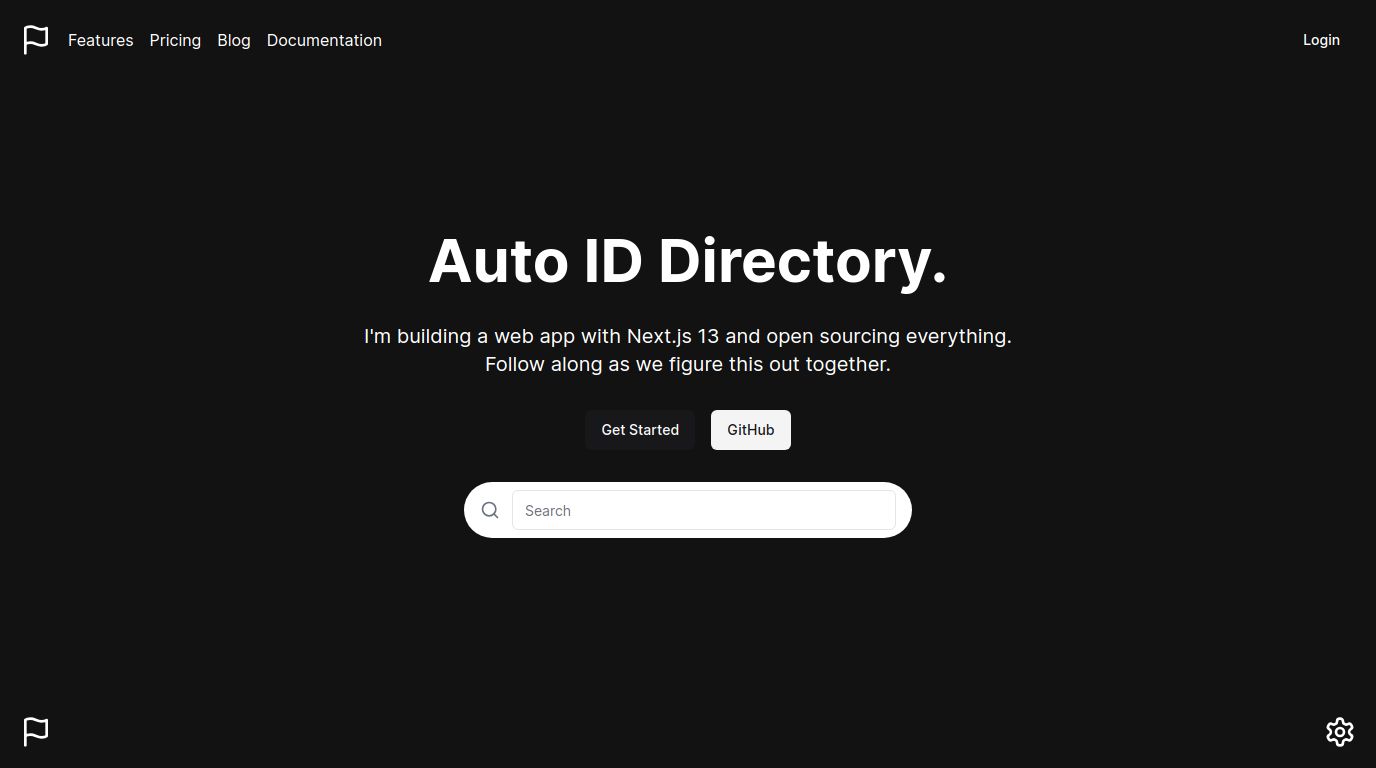 Features
Pricing
Blog
Documentation
Login
Auto ID Directory.
I'm building a web app with Next.js 13 and open sourcing everything.
Follow along as we figure this out together.
Get Started
GitHub
Search